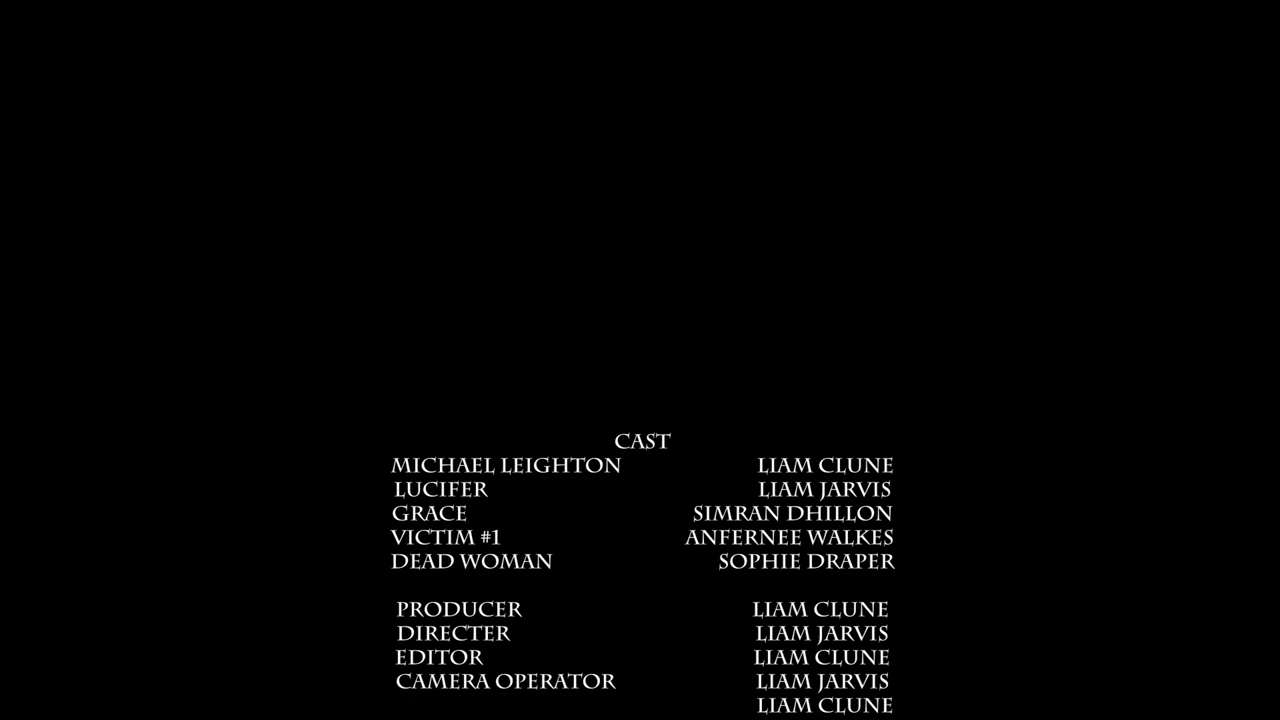 CAST
MICHAEL LEIGHTON LIAM CLUNE
LUCIFER LIAM JARVIS
GRACE SIMRAN DHILLON
VICTIM #1 ANFERNEE WALKES
DEAD WOMAN SOPHIE DRAPER
PRODUCER LIAM CLUNE
DIRECTER LIAM JARVIS
EDITOR LIAM CLUNE
CAMERA OPERATOR LIAM JARVIS
LIAM CLUNE